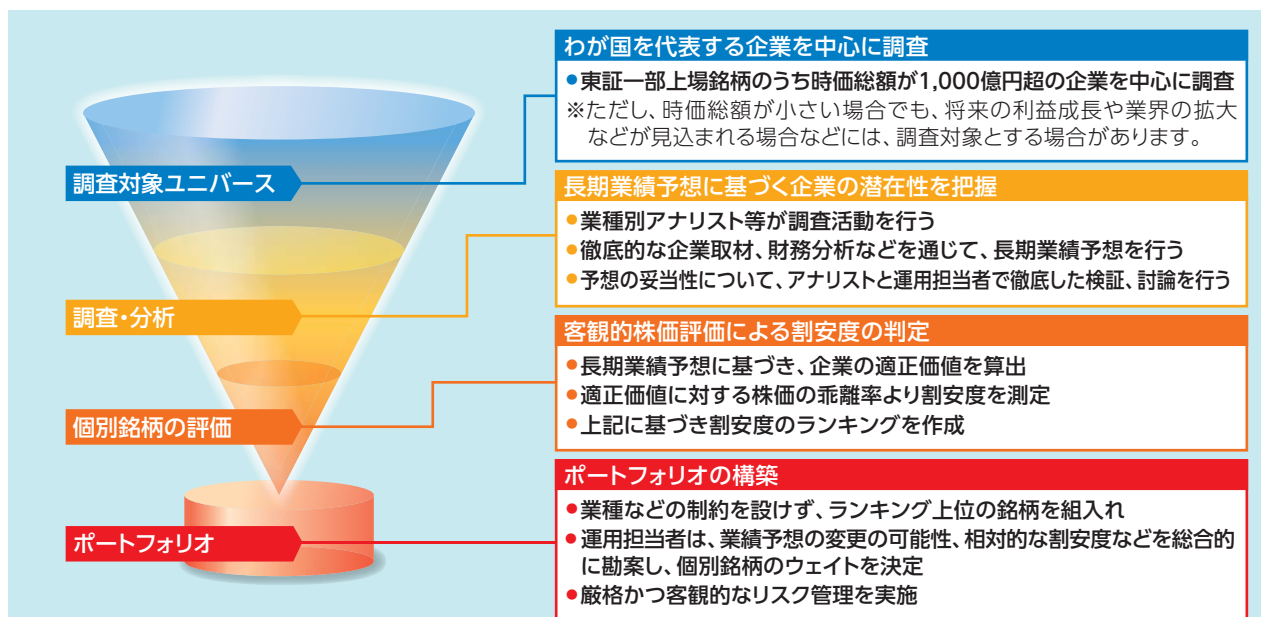 わが国を代表する企業を中心に調査
●東証一部上場銘柄のうち時価総額が1,000億円超の企業を中心に調査
※ただし、時価総額が小さい場合でも、将来の利益成長や業界の拡大
などが見込まれる場合などには、調査対象とする場合があります。
調査対象ユニバース
長期業績予想に基づく企業の潜在性を把握
●業種別アナリスト等が調査活動を行う
●徹底的な企業取材、財務分析などを通じて、長期業績予想を行う
●予想の妥当性について、アナリストと運用担当者で徹底した検証、討論を行う
調査・分析
客観的株価評価による割安度の判定
●長期業績予想に基づき、企業の適正価値を算出
●適正価値に対する株価の乖離率より割安度を測定
●上記に基づき割安度のランキングを作成
個別銘柄の評価
ポートフォリオの構築
●業種などの制約を設けず、ランキング上位の銘柄を組入れ
●運用担当者は、業績予想の変更の可能性、相対的な割安度などを総合的
に勘案し、個別銘柄のウェイトを決定
●厳格かつ客観的なリスク管理を実施
ポートフォリオ